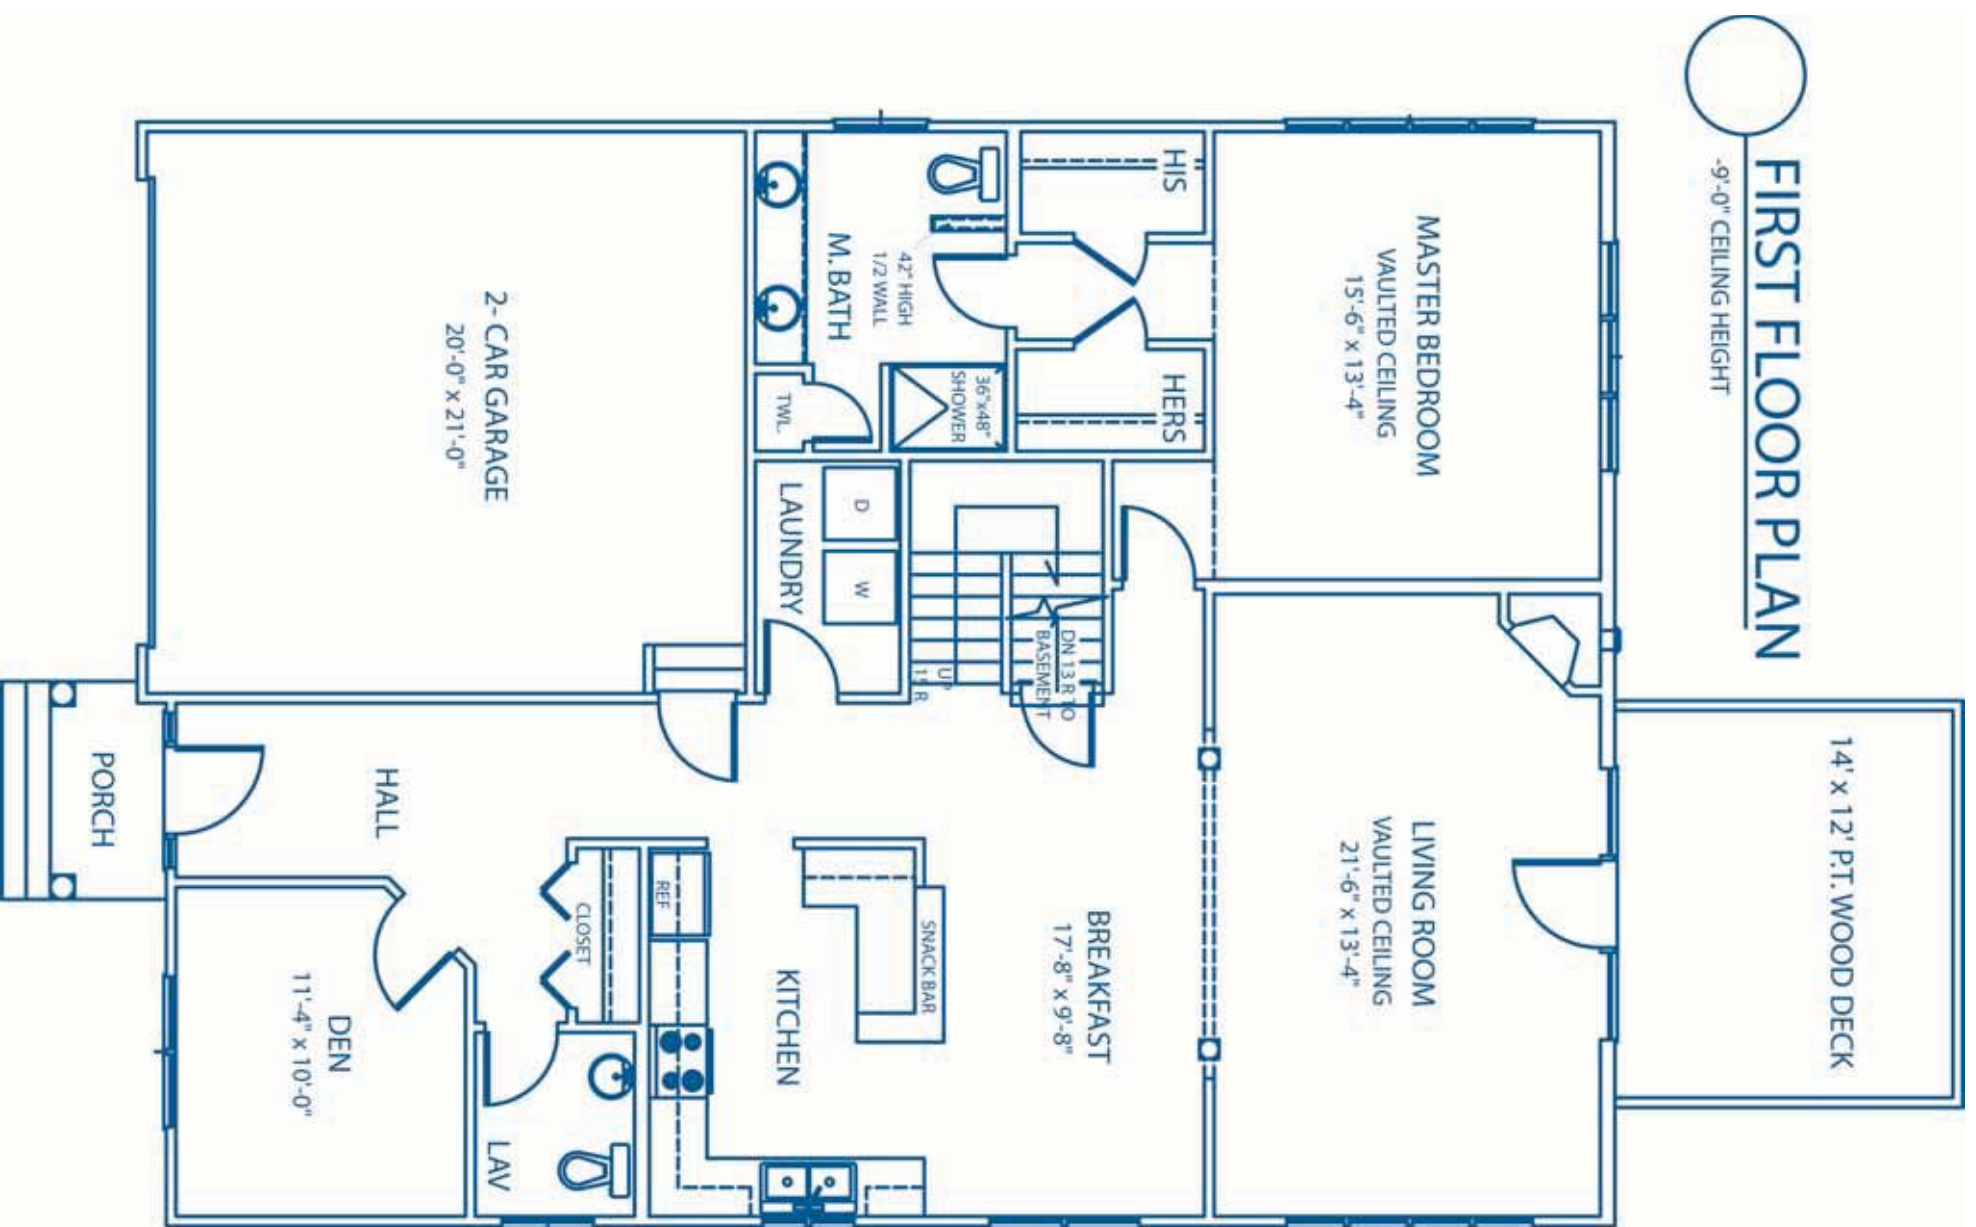 FIRST FLOOR PLAN
-9'-0" CEILING HEIGHT
14' x 12' P.T. WOOD DECK
MASTER BEDROOM
VAULTED CEILING
15'-6" x 13'-4"
LIVING ROOM
VAULTED CEILING
21'-6" x 13'-4"
HIS
HERS
BREAKFAST
17'-8" x 9'-8"
DN 13 R TO
BASEMENT
36"x48"
SHOWER
UP
15 R
SNACK BAR
42" HIGH
1/2 WALL
M. BATH
D
W
TWL.
LAUNDRY
KITCHEN
REF
CLOSET
2- CAR GARAGE
20'-0" x 21'-0"
LAV
HALL
DEN
11'-4" x 10'-0"
PORCH